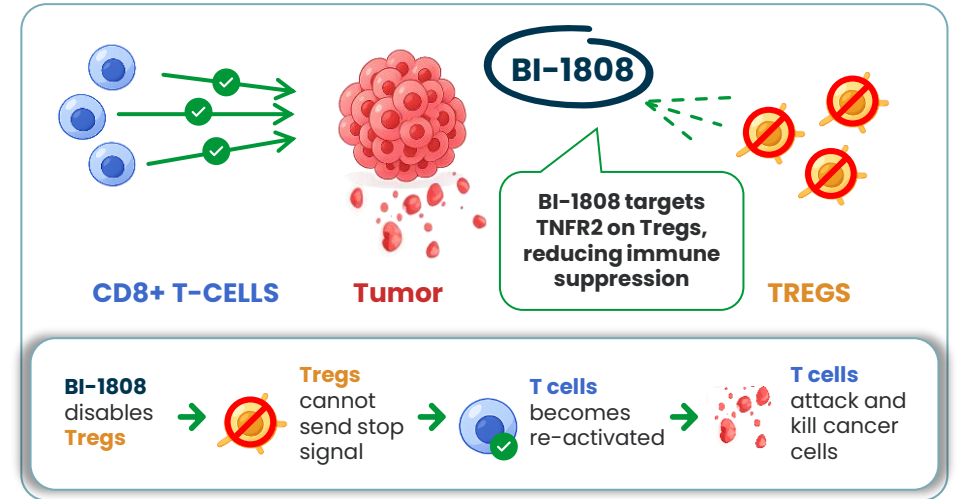 BI-1808
BI-1808 targets
TNFR2 on Tregs,
reducing immune
suppression
CD8+ T-CELLS
Tumor
TREGS
BI-1808
disables
Tregs
Tregs
cannot
send stop
signal
T cells
becomes
re-activated
T cells
attack and
kill cancer
cells